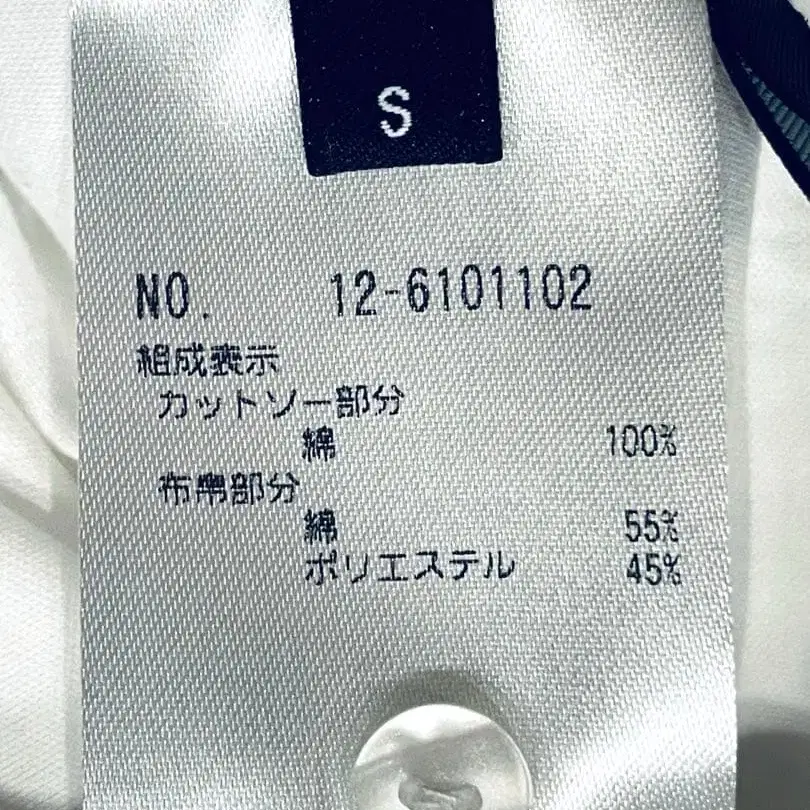 S
NO. 12-6101102
組成表示
カットソー部分
綿 100%
布帛部分
綿 55%
ポリエステル 45%